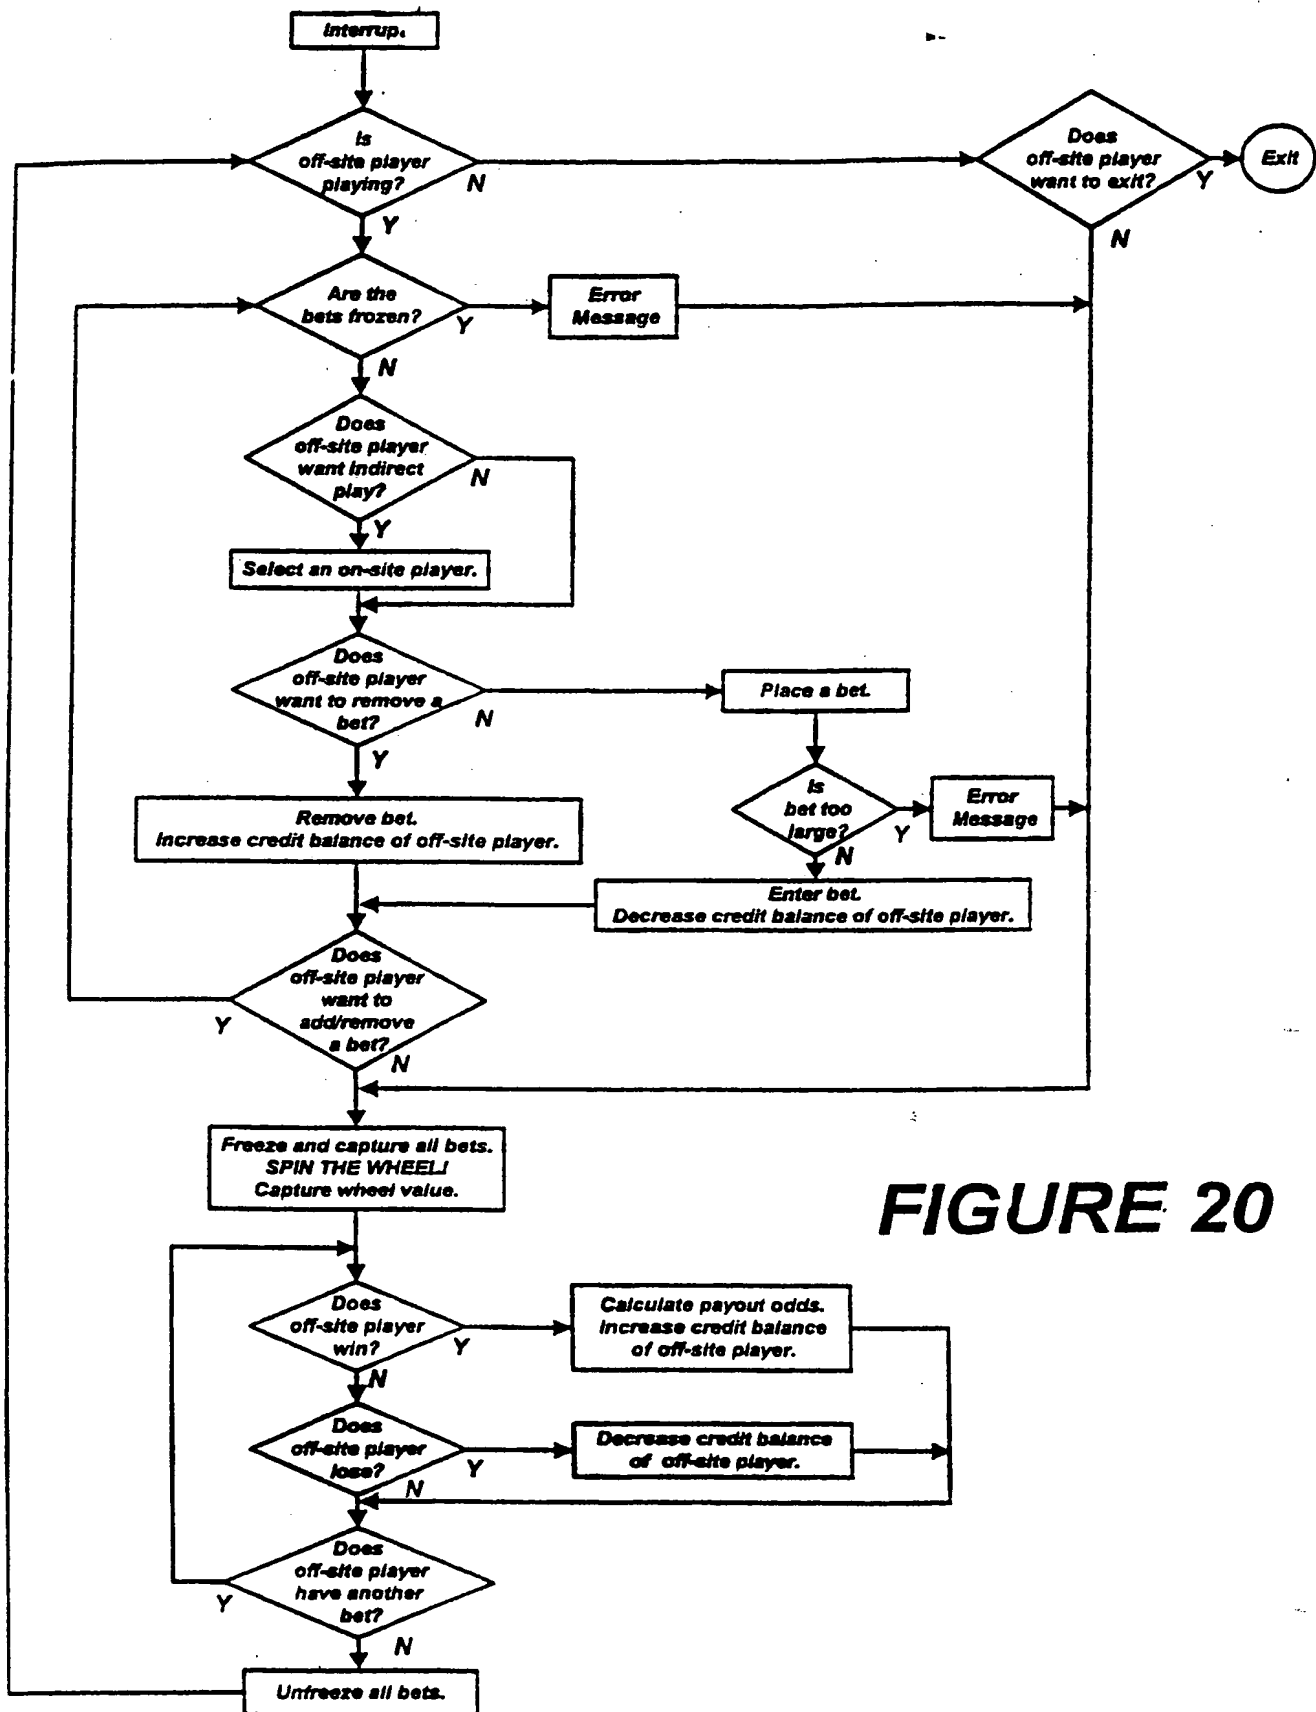 Interrup.
Is
off-site player
playing?
N
Y
Does
off-site player
want to exit?
Y
N
Exit
Are the
bets frozen?
Y
N
Error
Message
Does
off-site player
want indirect
play?
N
Y
Select an on-site player.
Does
off-site player
want to remove a
bet?
N
Y
Place a bet.
Is
bet too
large?
Y
N
Error
Message
Remove bet.
Increase credit balance of off-site player.
Enter bet.
Decrease credit balance of off-site player.
Does
off-site player
want to
add/remove
a bet?
Y
N
Freeze and capture all bets.
SPIN THE WHEEL!
Capture wheel value.
FIGURE 20
Does
off-site player
win?
Y
N
Calculate payout odds.
Increase credit balance
of off-site player.
Does
off-site player
lose?
Y
N
Decrease credit balance
of off-site player.
Does
off-site player
have another
bet?
Y
N
Unfreeze all bets.